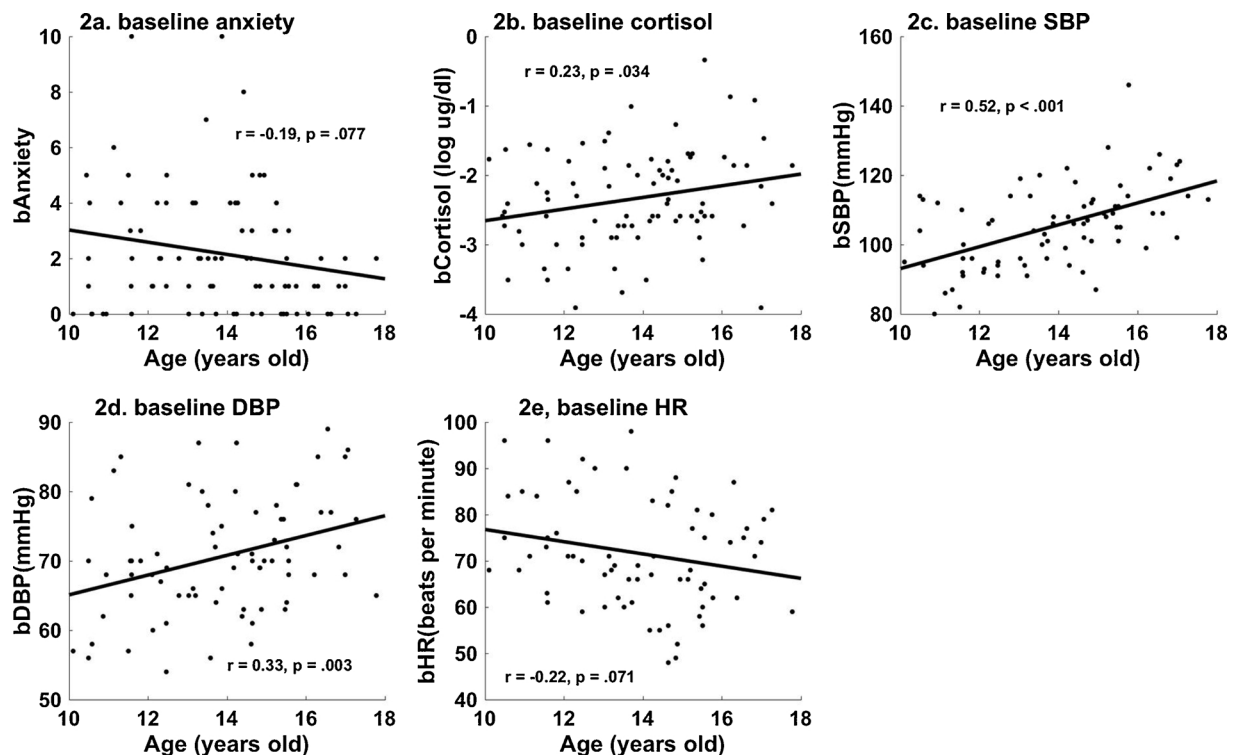 2a. baseline anxiety
10
8
6
4
2
0
bAnxiety
r = -0.19, p = .077
10 12 14 16 18
Age (years old)
2b. baseline cortisol
0
-1
-2
-3
-4
bCortisol (log ug/dl)
r = 0.23, p = .034
10 12 14 16 18
Age (years old)
2c. baseline SBP
160
140
120
100
80
bSBP(mmHg)
r = 0.52, p < .001
10 12 14 16 18
Age (years old)
2d. baseline DBP
90
80
70
60
50
bDBP(mmHg)
r = 0.33, p = .003
10 12 14 16 18
Age (years old)
2e, baseline HR
100
90
80
70
60
50
40
bHR(beats per minute)
r = -0.22, p = .071
10 12 14 16 18
Age (years old)